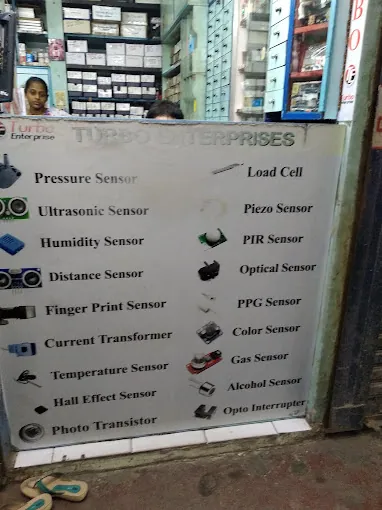 Turbo
Enterprise
TURBO ENTERPRISES
Pressure Sensor
Ultrasonic Sensor
Humidity Sensor
Distance Sensor
Finger Print Sensor
Current Transformer
Temperature Sensor
Hall Effect Sensor
Photo Transistor
Load Cell
Piezo Sensor
PIR Sensor
Optical Sensor
PPG Sensor
Color Sensor
Gas Sensor
Alcohol Sensor
Opto Interrupter